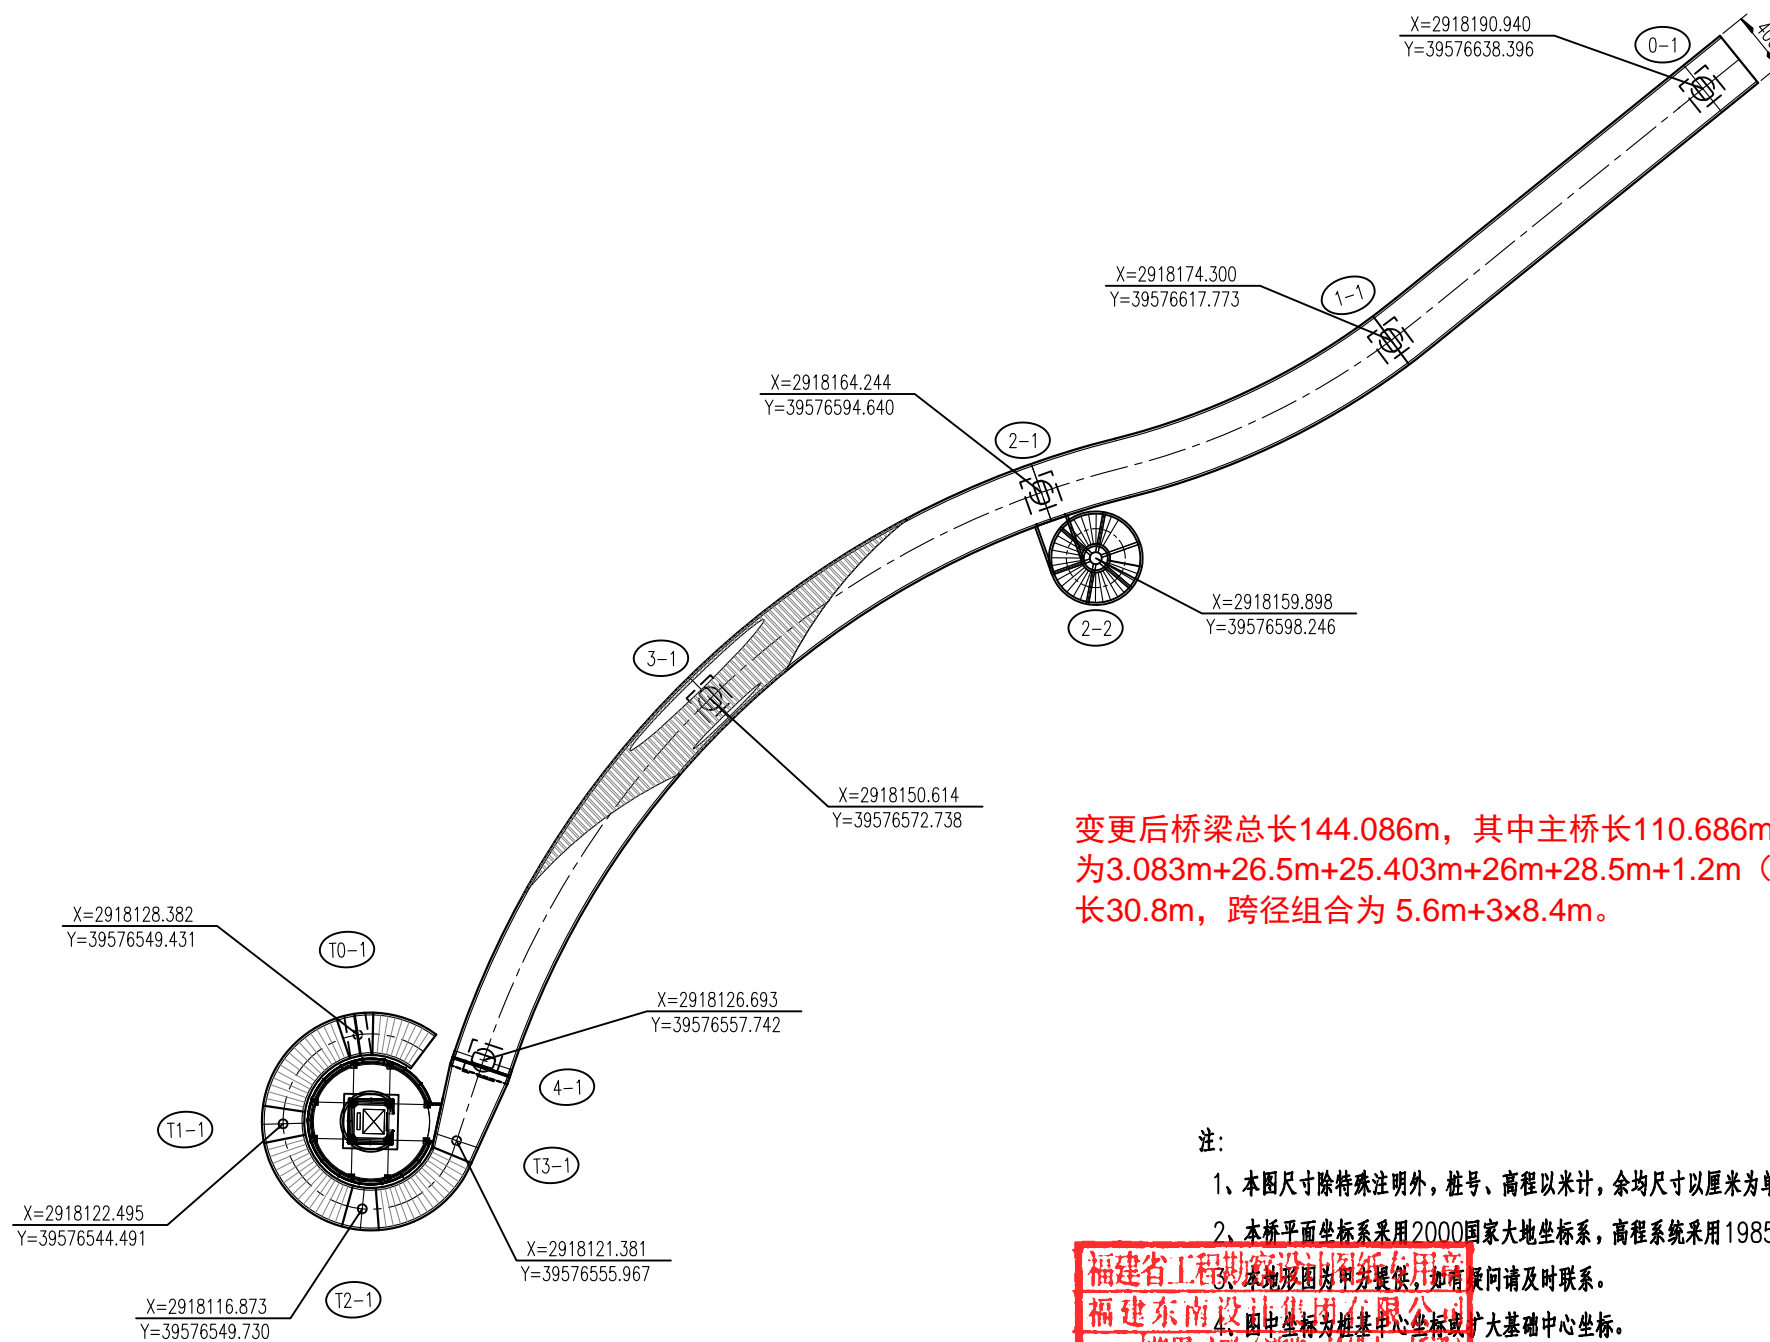 X=2918190.940
Y=39576638.396
0-1
X=2918174.300
Y=39576617.773
1-1
X=2918164.244
Y=39576594.640
2-1
X=2918159.898
Y=39576598.246
2-2
3-1
X=2918150.614
Y=39576572.738
变更后桥梁总长144.086m，其中主桥长110.686m
为3.083m+26.5m+25.403m+26m+28.5m+1.2m（
长30.8m，跨径组合为 5.6m+3×8.4m。
X=2918128.382
Y=39576549.431
T0-1
X=2918126.693
Y=39576557.742
4-1
T1-1
T3-1
X=2918122.495
Y=39576544.491
X=2918121.381
Y=39576555.967
T2-1
X=2918116.873
Y=39576549.730
注：
1、本图尺寸除特殊注明外，桩号、高程以米计，余均尺寸以厘米为单
2、本桥平面坐标系采用2000国家大地坐标系，高程系统采用1985
3、本地形图为甲方提供，如有疑问请及时联系。
4、图中坐标为桩基中心坐标或扩大基础中心坐标。
福建省工程勘察设计图纸专用章
福建东南设计集团有限公司